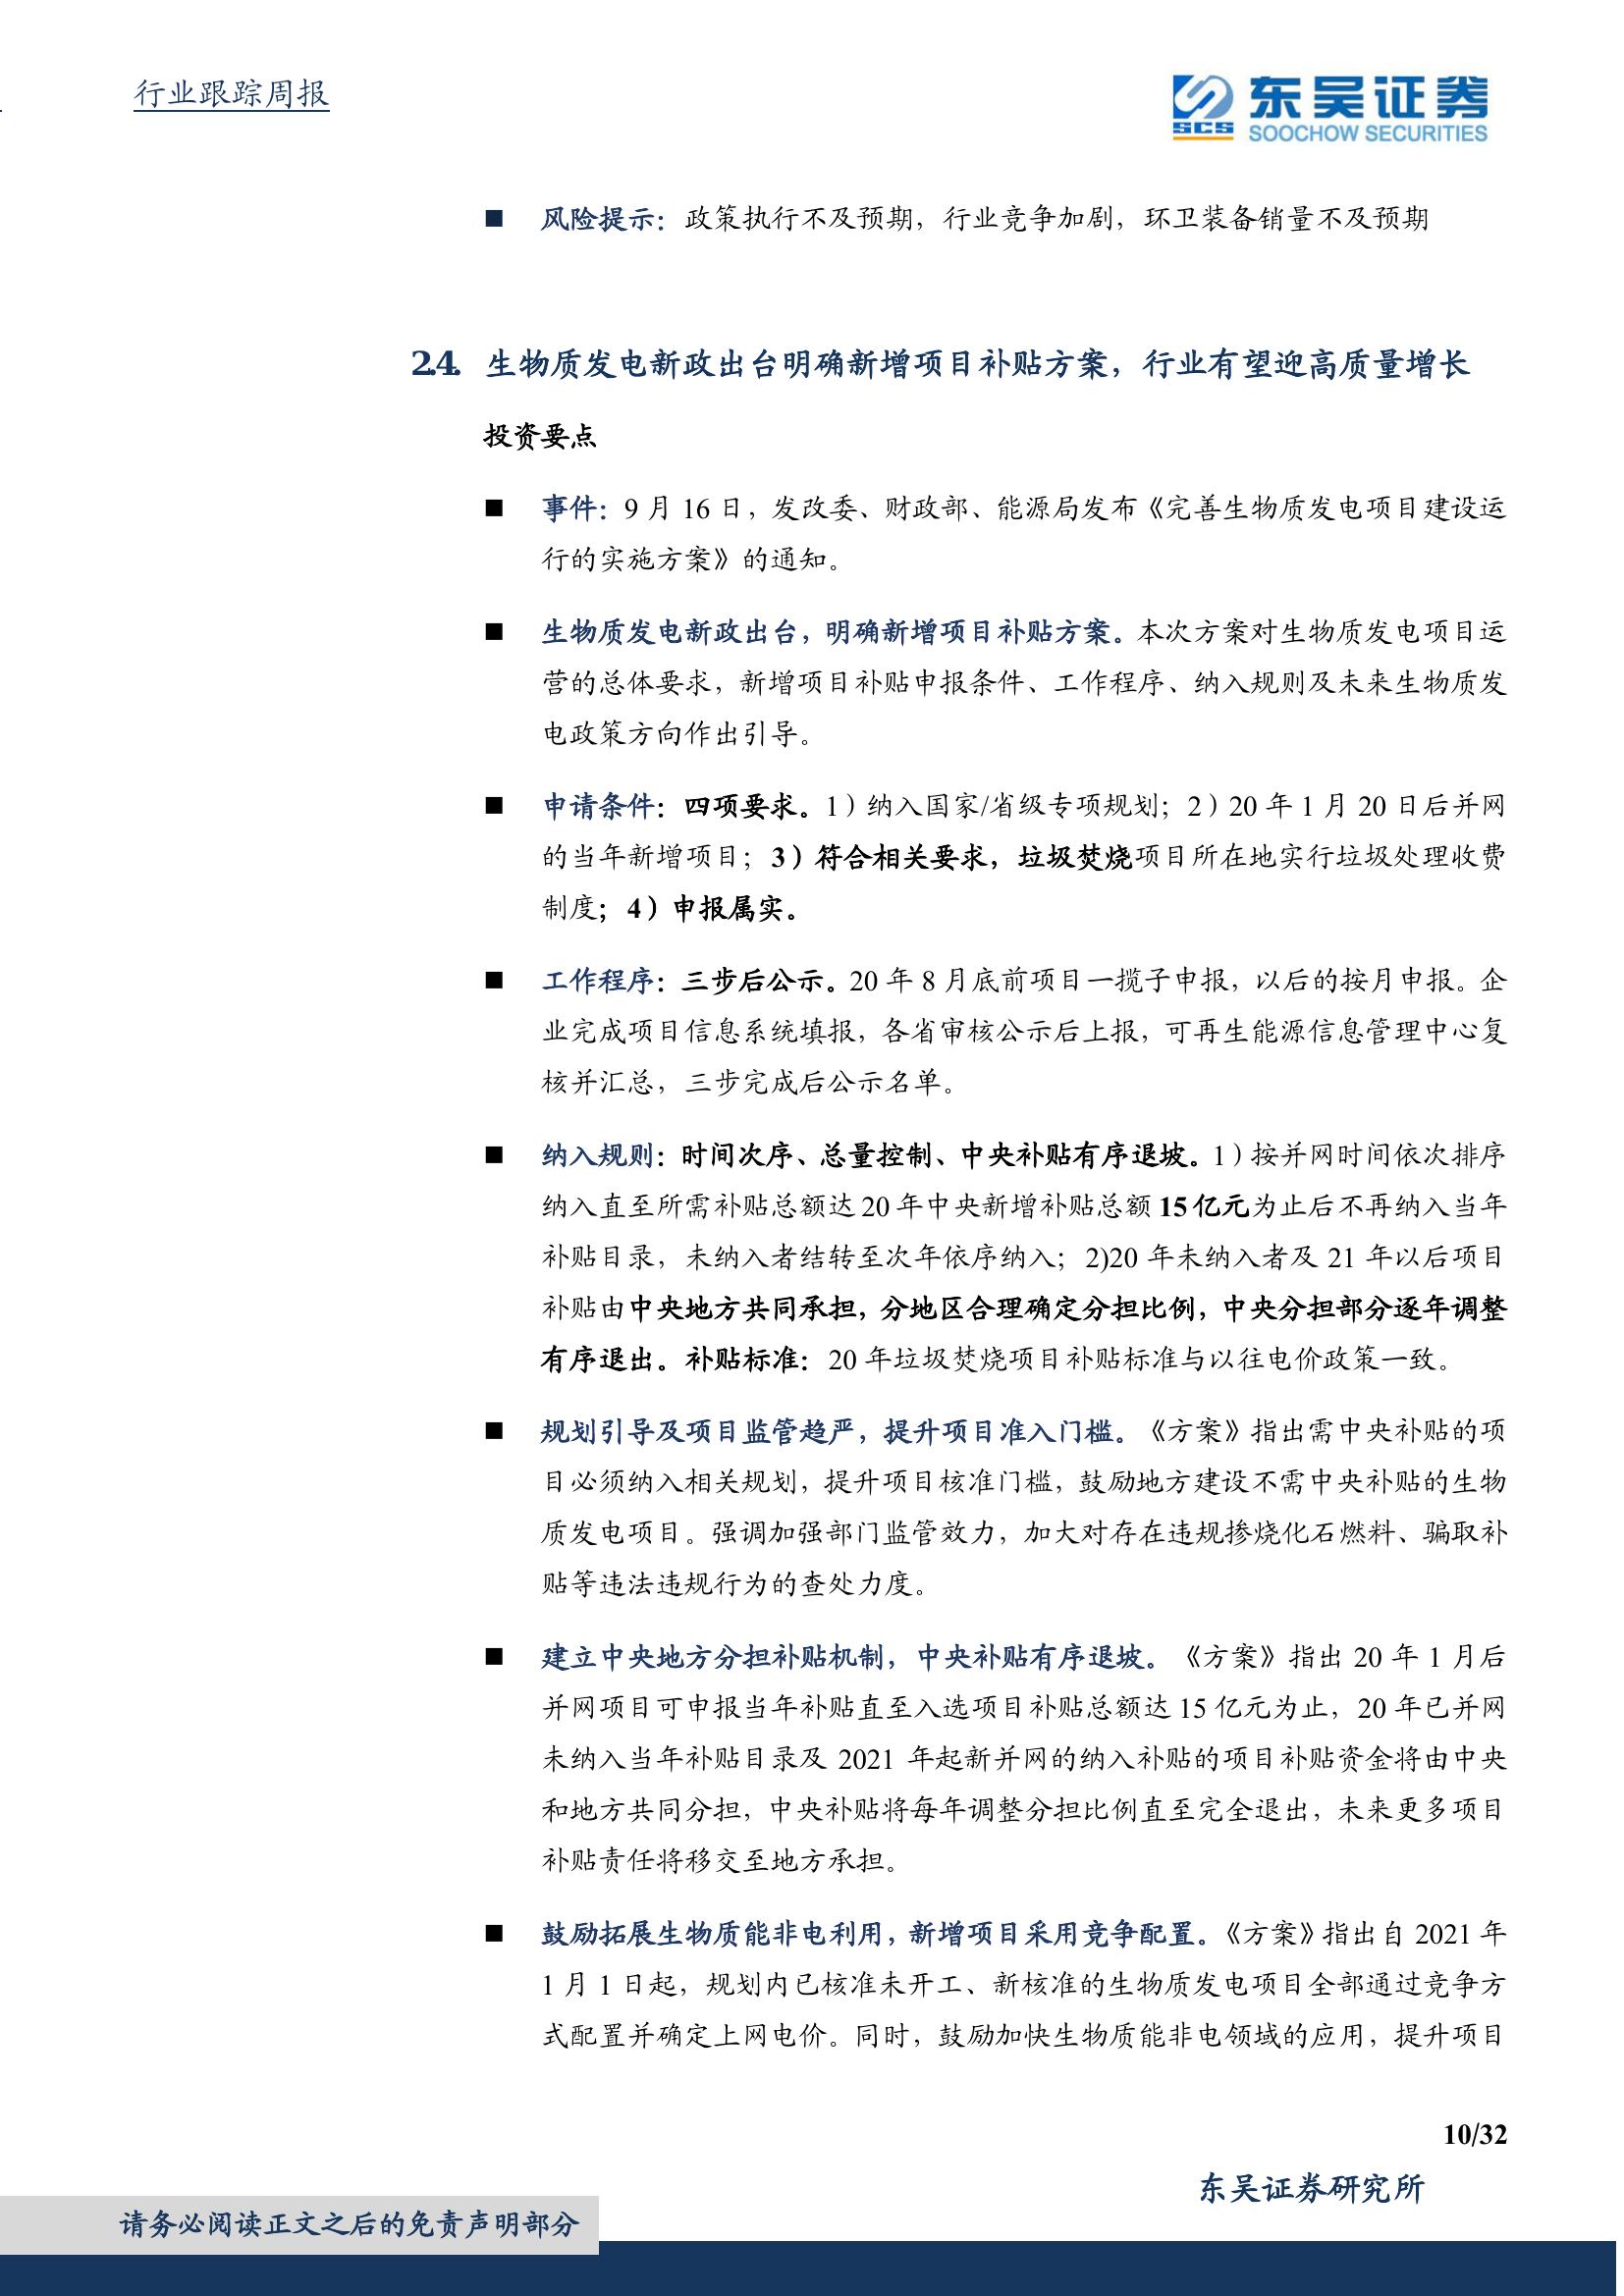 行业跟踪周报
东吴证券
SCS
SOOCHOW SECURITIES
■ 风险提示：政策执行不及预期，行业竞争加剧，环卫装备销量不及预期
2.4. 生物质发电新政出台明确新增项目补贴方案，行业有望迎高质量增长
投资要点
■ 事件：9 月 16 日，发改委、财政部、能源局发布《完善生物质发电项目建设运
行的实施方案》的通知。
■ 生物质发电新政出台，明确新增项目补贴方案。本次方案对生物质发电项目运
营的总体要求，新增项目补贴申报条件、工作程序、纳入规则及未来生物质发
电政策方向作出引导。
■ 申请条件：四项要求。1）纳入国家/省级专项规划；2）20 年 1 月 20 日后并网
的当年新增项目；3）符合相关要求，垃圾焚烧项目所在地实行垃圾处理收费
制度；4）申报属实。
■ 工作程序：三步后公示。20 年 8 月底前项目一揽子申报，以后的按月申报。企
业完成项目信息系统填报，各省审核公示后上报，可再生能源信息管理中心复
核并汇总，三步完成后公示名单。
■ 纳入规则：时间次序、总量控制、中央补贴有序退坡。1）按并网时间依次排序
纳入直至所需补贴总额达 20 年中央新增补贴总额 15 亿元为止后不再纳入当年
补贴目录，未纳入者结转至次年依序纳入；2)20 年未纳入者及 21 年以后项目
补贴由中央地方共同承担，分地区合理确定分担比例，中央分担部分逐年调整
有序退出。补贴标准：20 年垃圾焚烧项目补贴标准与以往电价政策一致。
■ 规划引导及项目监管趋严，提升项目准入门槛。《方案》指出需中央补贴的项
目必须纳入相关规划，提升项目核准门槛，鼓励地方建设不需中央补贴的生物
质发电项目。强调加强部门监管效力，加大对存在违规掺烧化石燃料、骗取补
贴等违法违规行为的查处力度。
■ 建立中央地方分担补贴机制，中央补贴有序退坡。《方案》指出 20 年 1 月后
并网项目可申报当年补贴直至入选项目补贴总额达 15 亿元为止，20 年已并网
未纳入当年补贴目录及 2021 年起新并网的纳入补贴的项目补贴资金将由中央
和地方共同分担，中央补贴将每年调整分担比例直至完全退出，未来更多项目
补贴责任将移交至地方承担。
■ 鼓励拓展生物质能非电利用，新增项目采用竞争配置。《方案》指出自 2021 年
1 月 1 日起，规划内已核准未开工、新核准的生物质发电项目全部通过竞争方
式配置并确定上网电价。同时，鼓励加快生物质能非电领域的应用，提升项目
10/32
东吴证券研究所
请务必阅读正文之后的免责声明部分